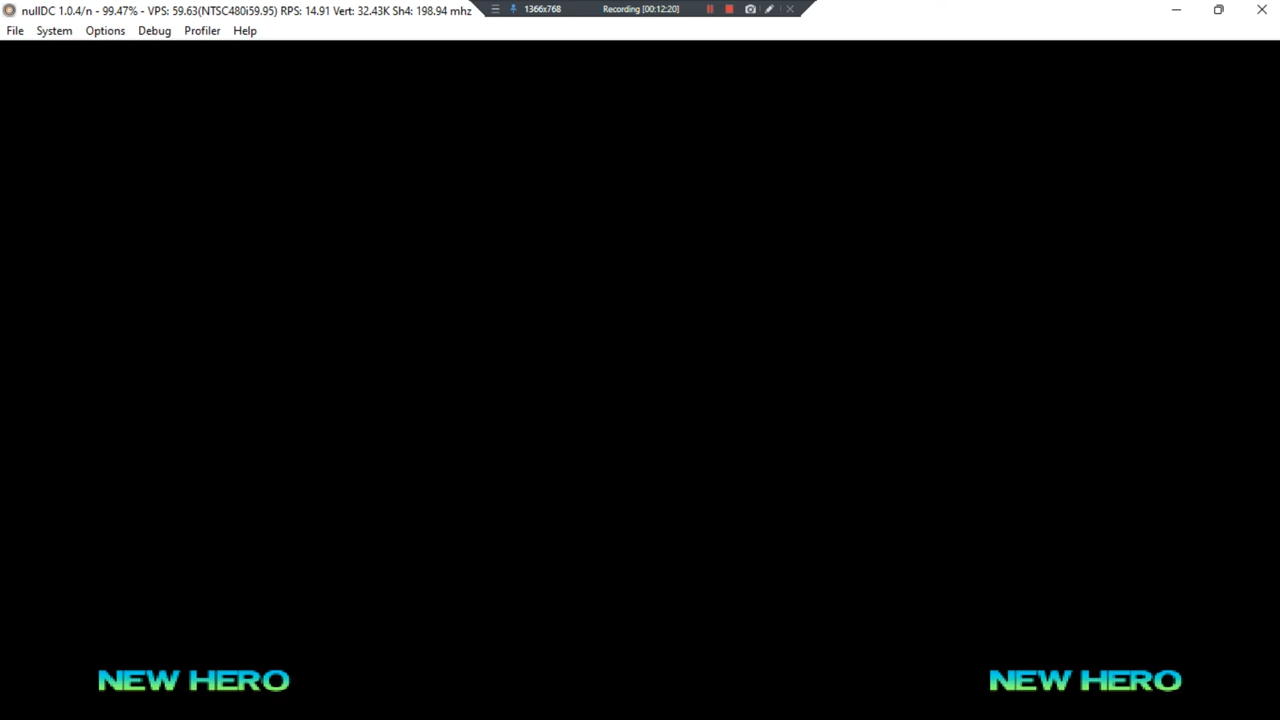 nullDC 1.0.4/n - 99.47% - VPS: 59.63(NTSC480i59.95) RPS: 14.91 Vert: 32.43K Sh4: 198.94 mhz
1366x768
Recording [00:12:20]
File System Options Debug Profiler Help
NEW HERO
NEW HERO